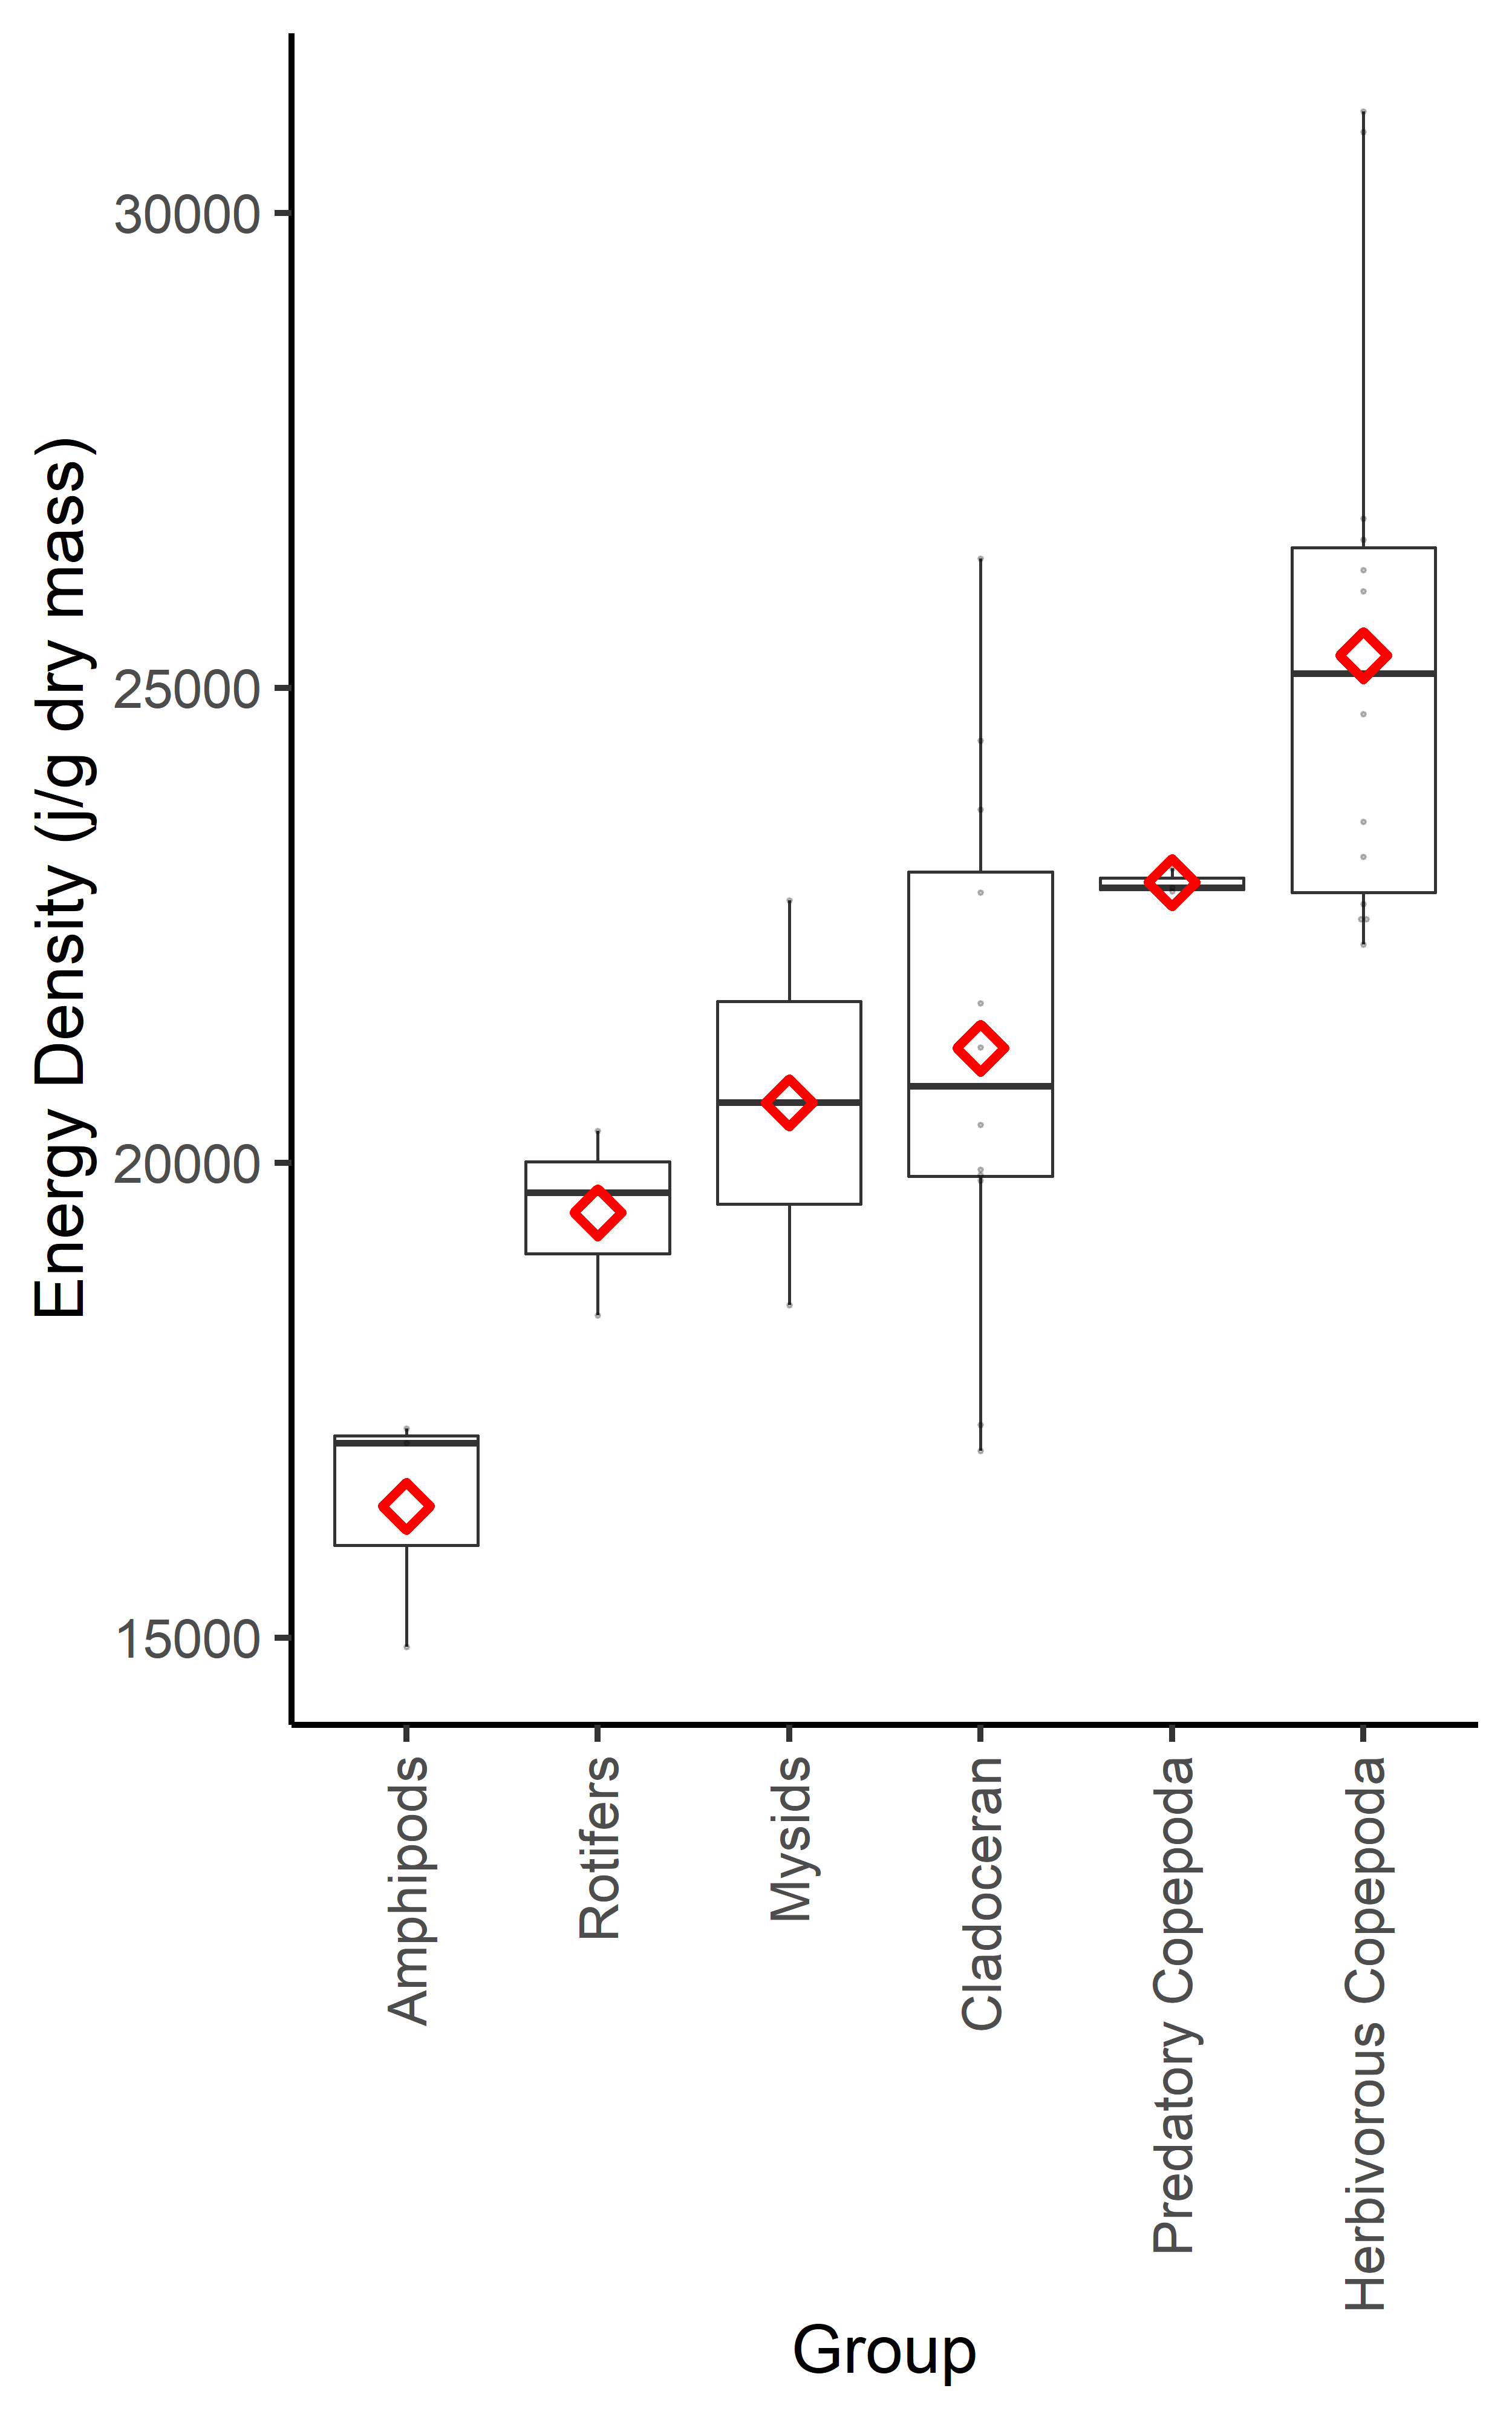 Energy Density (j/g dry mass)
30000
25000
20000
15000
Amphipods
Rotifers
Mysids
Cladoceran
Predatory Copepoda
Herbivorous Copepoda
Group